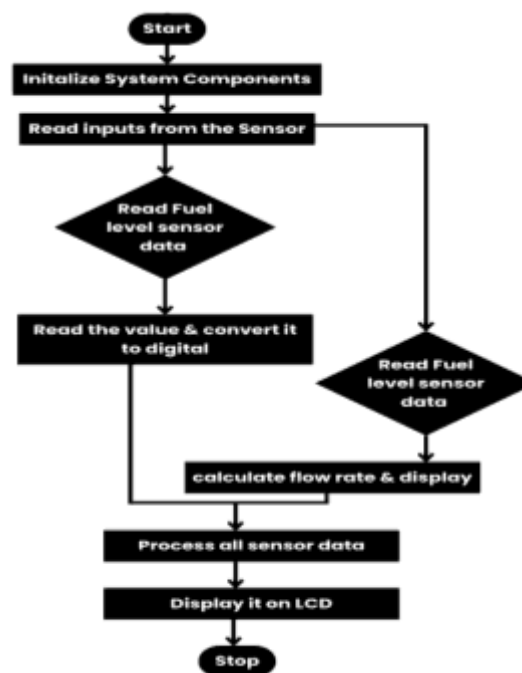 Start
Initalize System Components
Read inputs from the Sensor
Read Fuel
level sensor
data
Read the value & convert it
to digital
Read Fuel
level sensor
data
calculate flow rate & display
Process all sensor data
Display it on LCD
Stop